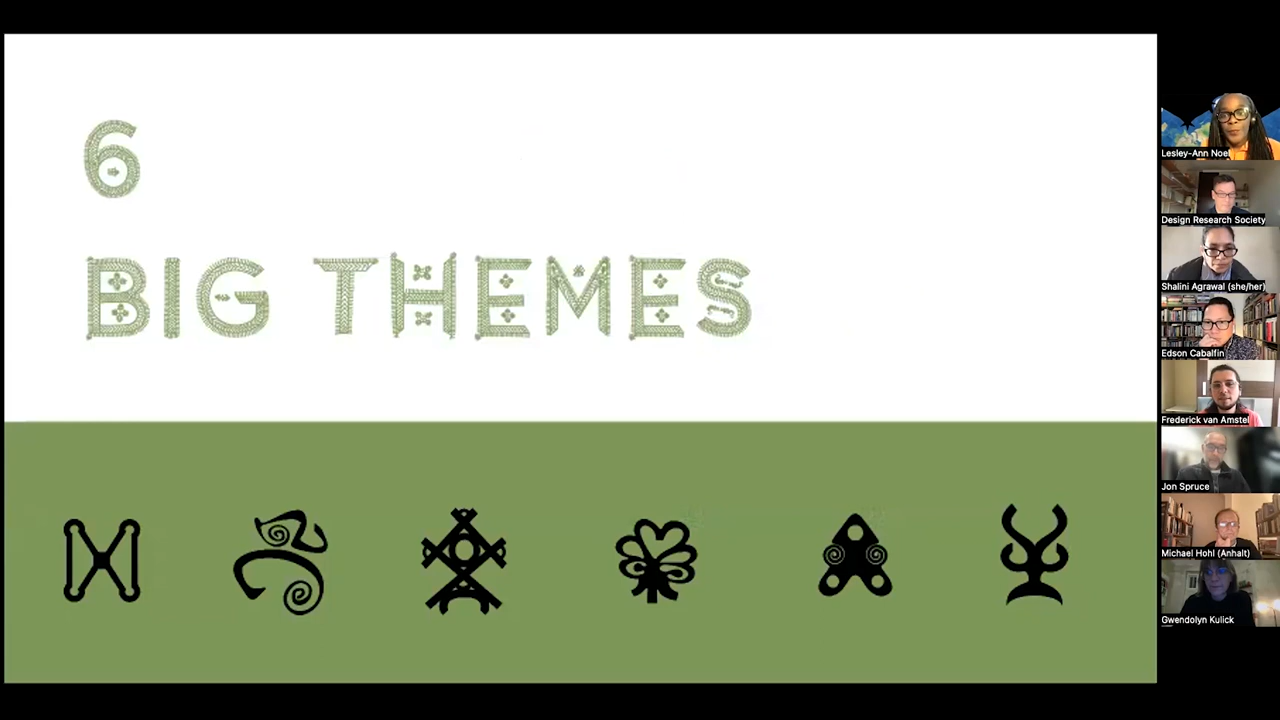 6
BIG THEMES
Lesley-Ann Noel
Design Research Society
Shalini Agrawal (she/her)
Edson Cabalfin
Frederick van Amstel
Jon Spruce
Michael Hohl (Anhalt)
Gwendolyn Kulick